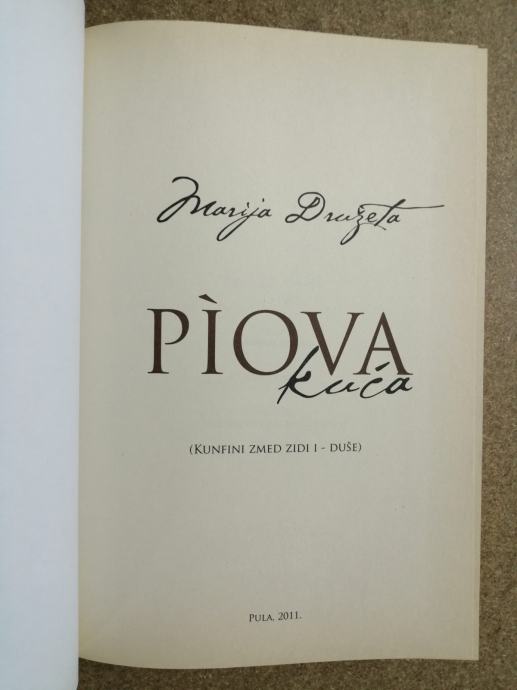 Marija Družeta
PÌOVA
kuća
(KUNFINI ZMED ZIDI I - DUŠE)
PULA, 2011.